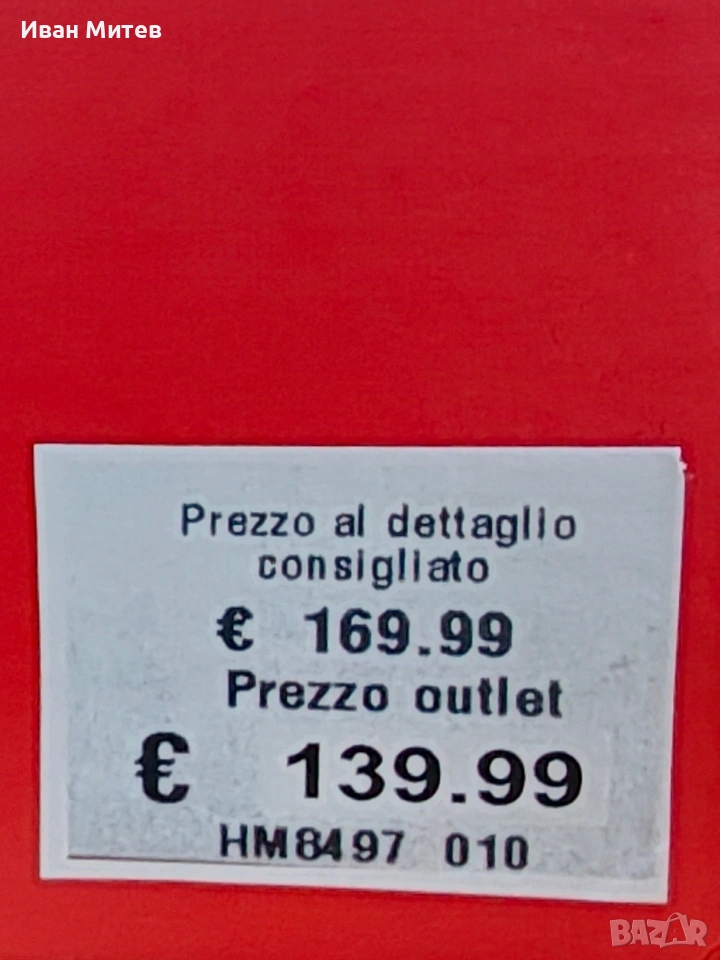 Иван Митев
Prezzo al dettaglio
consigliato
€ 169.99
Prezzo outlet
€ 139.99
HM8497 010
BAZAR